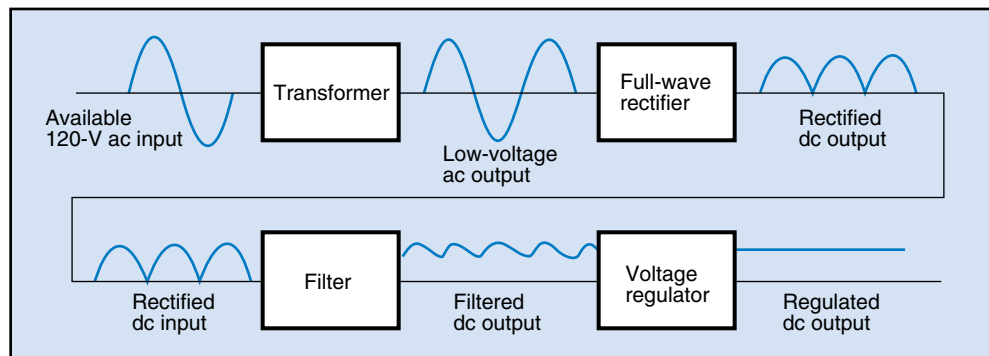 Available
120-V ac input
Transformer
Low-voltage
ac output
Full-wave
rectifier
Rectified
dc output
Rectified
dc input
Filter
Filtered
dc output
Voltage
regulator
Regulated
dc output